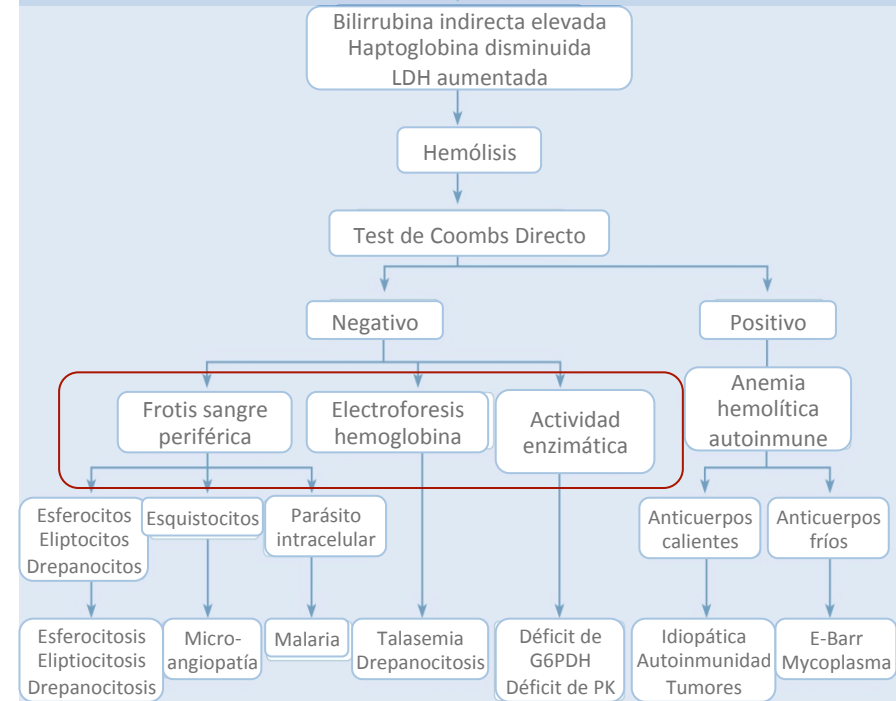 Bilirrubina indirecta elevada
Haptoglobina disminuida
LDH aumentada
Hemólisis
Test de Coombs Directo
Negativo
Positivo
Frotis sangre
periférica
Electroforesis
hemoglobina
Actividad
enzimática
Anemia
hemolítica
autoinmune
Esferocitos
Eliptocitos
Drepanocitos
Esquistocitos
Parásito
intracelular
Anticuerpos
calientes
Anticuerpos
fríos
Esferocitosis
Eliptiocitosis
Drepanocitosis
Micro-
angiopatía
Malaria
Talasemia
Drepanocitosis
Déficit de
G6PDH
Déficit de PK
Idiopática
Autoinmunidad
Tumores
E-Barr
Mycoplasma